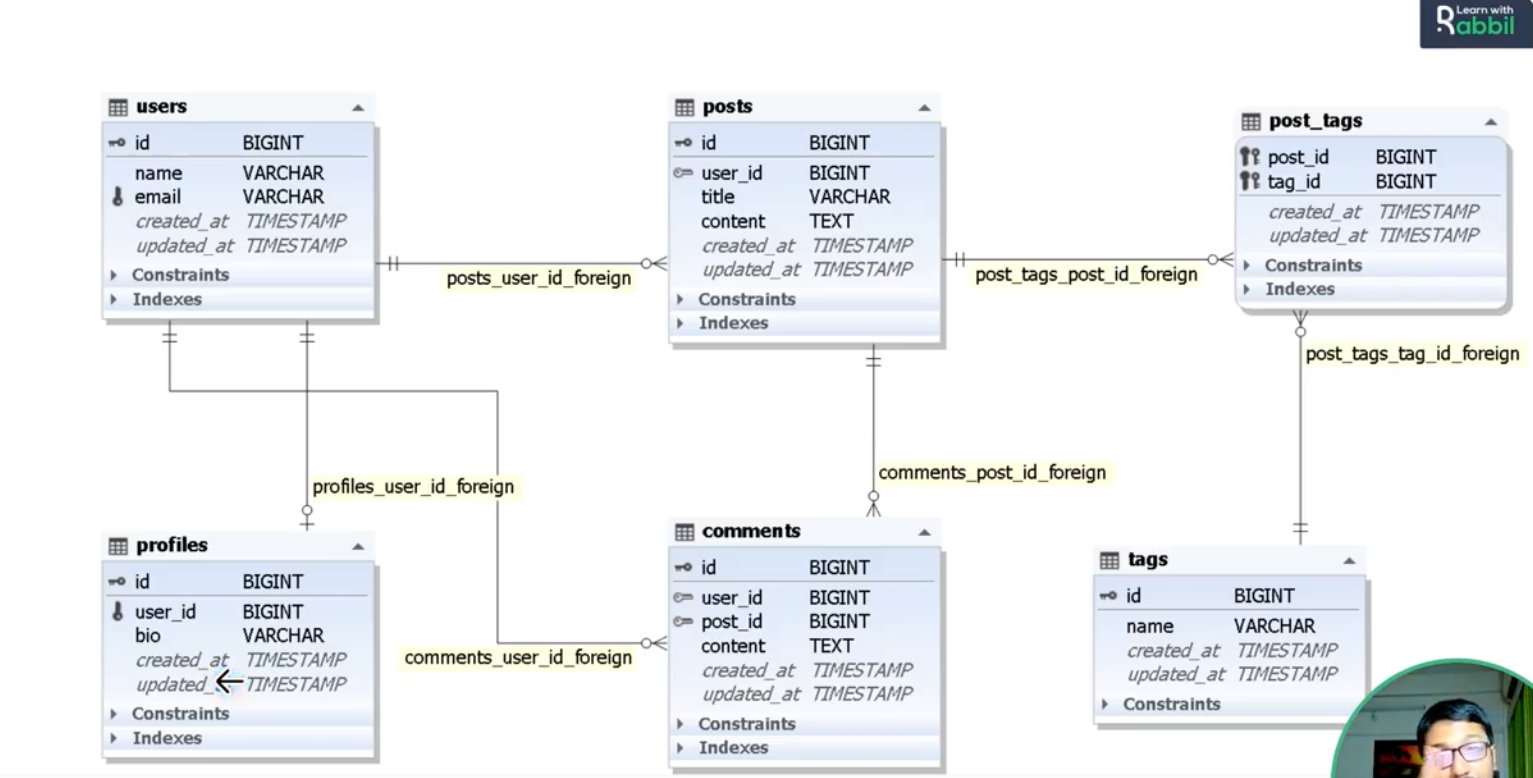 Learn with
Rabbil
users
id BIGINT
name VARCHAR
email VARCHAR
created_at TIMESTAMP
updated_at TIMESTAMP
Constraints
Indexes
posts_user_id_foreign
posts
id BIGINT
user_id BIGINT
title VARCHAR
content TEXT
created_at TIMESTAMP
updated_at TIMESTAMP
Constraints
Indexes
post_tags_post_id_foreign
post_tags
post_id BIGINT
tag_id BIGINT
created_at TIMESTAMP
updated_at TIMESTAMP
Constraints
Indexes
post_tags_tag_id_foreign
profiles_user_id_foreign
comments_post_id_foreign
profiles
id BIGINT
user_id BIGINT
bio VARCHAR
created_at TIMESTAMP
updated_ TIMESTAMP
Constraints
Indexes
comments_user_id_foreign
comments
id BIGINT
user_id BIGINT
post_id BIGINT
content TEXT
created_at TIMESTAMP
updated_at TIMESTAMP
Constraints
Indexes
tags
id BIGINT
name VARCHAR
created_at TIMESTAMP
updated_at TIMESTAMP
Constraints